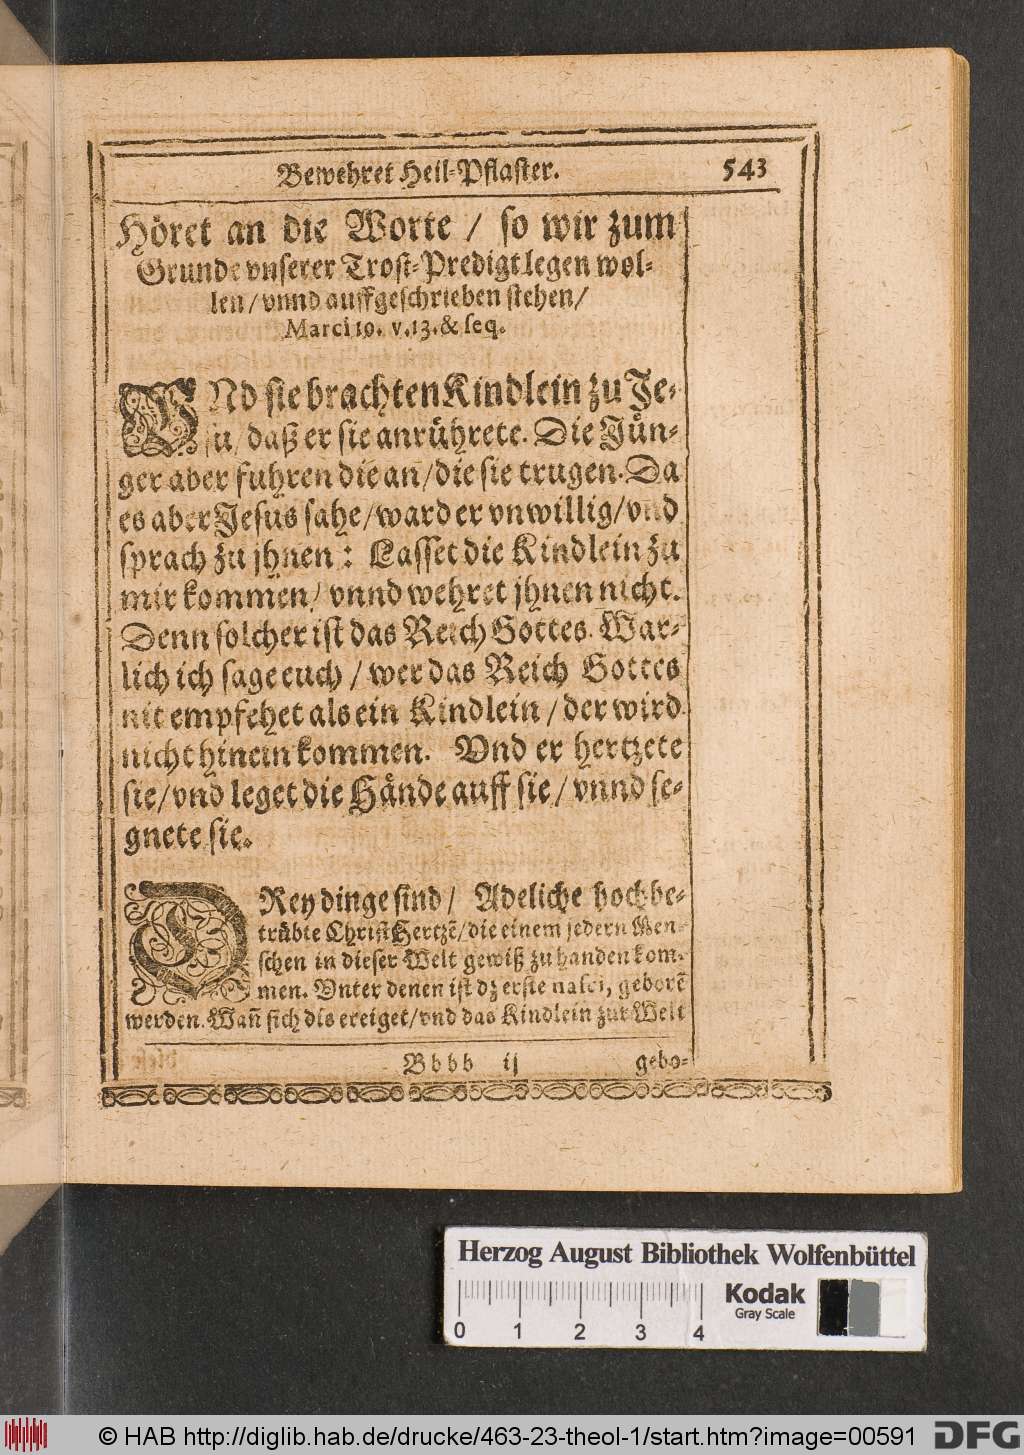 Bewehret Heil-Pflaster. 543
Höret an die Worte / so wir zum
Grunde vnserer Trost-Predigt legen wol-
len / vnnd auffgeschrieben stehen /
Marci 10. v. 13. & seq.
VNd sie brachten Kindlein zu Je-
su / daß er sie anrührete. Die Jün-
ger aber fuhren die an / die sie trugen. Da
es aber Jesus sahe / ward er vnwillig / vnd
sprach zu jhnen : Lasset die Kindlein zu
mir kommen / vnnd wehret jhnen nicht.
Denn solcher ist das Reich Gottes. War-
lich ich sage euch / wer das Reich Gottes
nit empfehet als ein Kindlein / der wird
nicht hinein kommen. Vnd er hertzete
sie / vnd leget die Hände auff sie / vnnd se-
gnete sie.
DRey dinge sind / Adeliche hochbe-
trübte ChristHertzẽ / die einem jedern Men-
schen in dieser Welt gewiß zu handen kom-
men. Vnter denen ist dz erste nasci, geborẽ
werden. Wañ sich dis ereiget / vnd das Kindlein zur Welt
Bbbb ij gebo-
Herzog August Bibliothek Wolfenbüttel
Kodak
Gray Scale
0 1 2 3 4
© HAB http://diglib.hab.de/drucke/463-23-theol-1/start.htm?image=00591
DFG